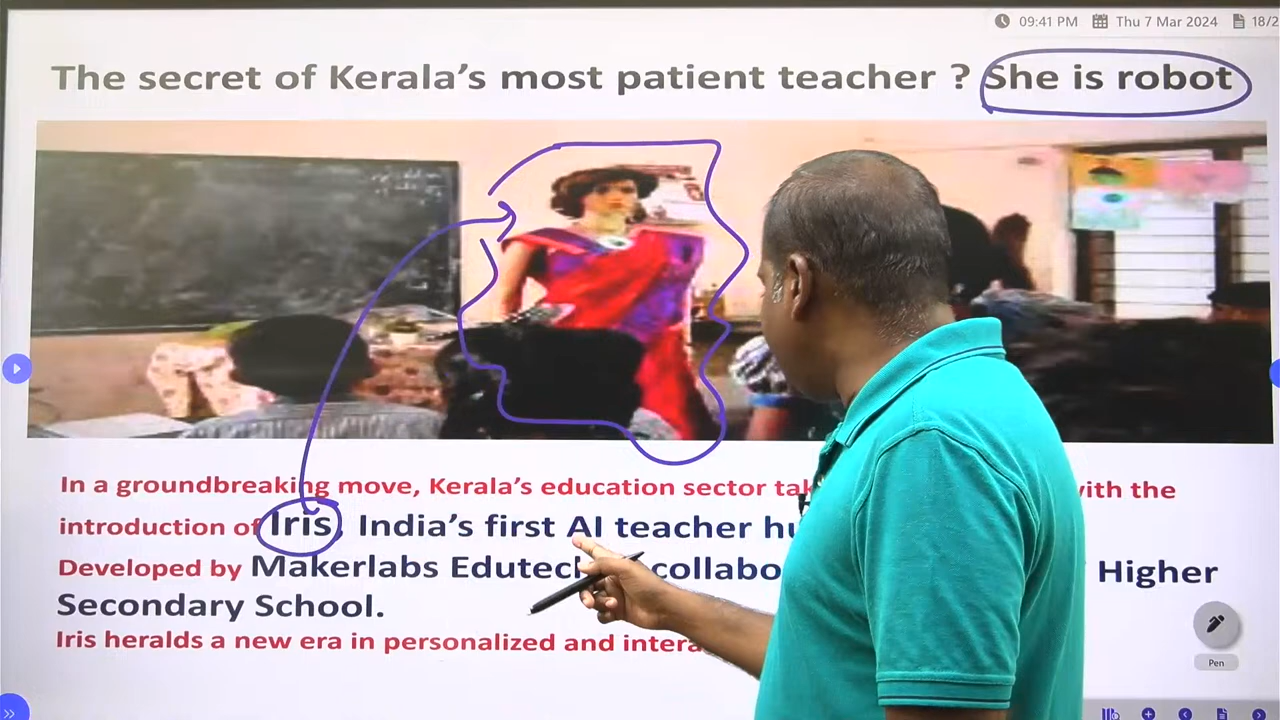 09:41 PM Thu 7 Mar 2024 18/2
The secret of Kerala's most patient teacher ? She is robot
In a groundbreaking move, Kerala's education sector with the
introduction of Iris, India's first AI teacher
Developed by Makerlabs Edutech Higher
Secondary School.
Iris heralds a new era in personalized and
Pen